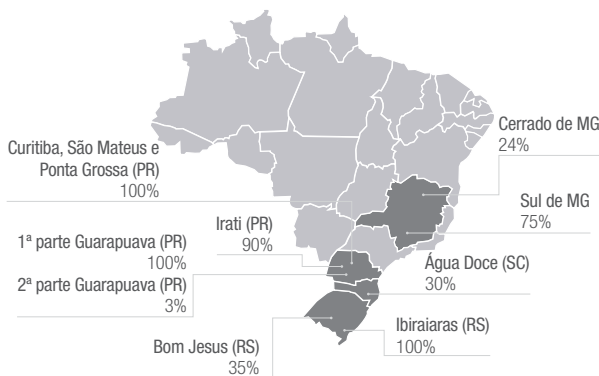 Cerrado de MG
24%
Curitiba, São Mateus e
Ponta Grossa (PR)
100%
Sul de MG
75%
Irati (PR)
90%
1ª parte Guarapuava (PR)
100%
Água Doce (SC)
30%
2ª parte Guarapuava (PR)
3%
Ibiraiaras (RS)
100%
Bom Jesus (RS)
35%